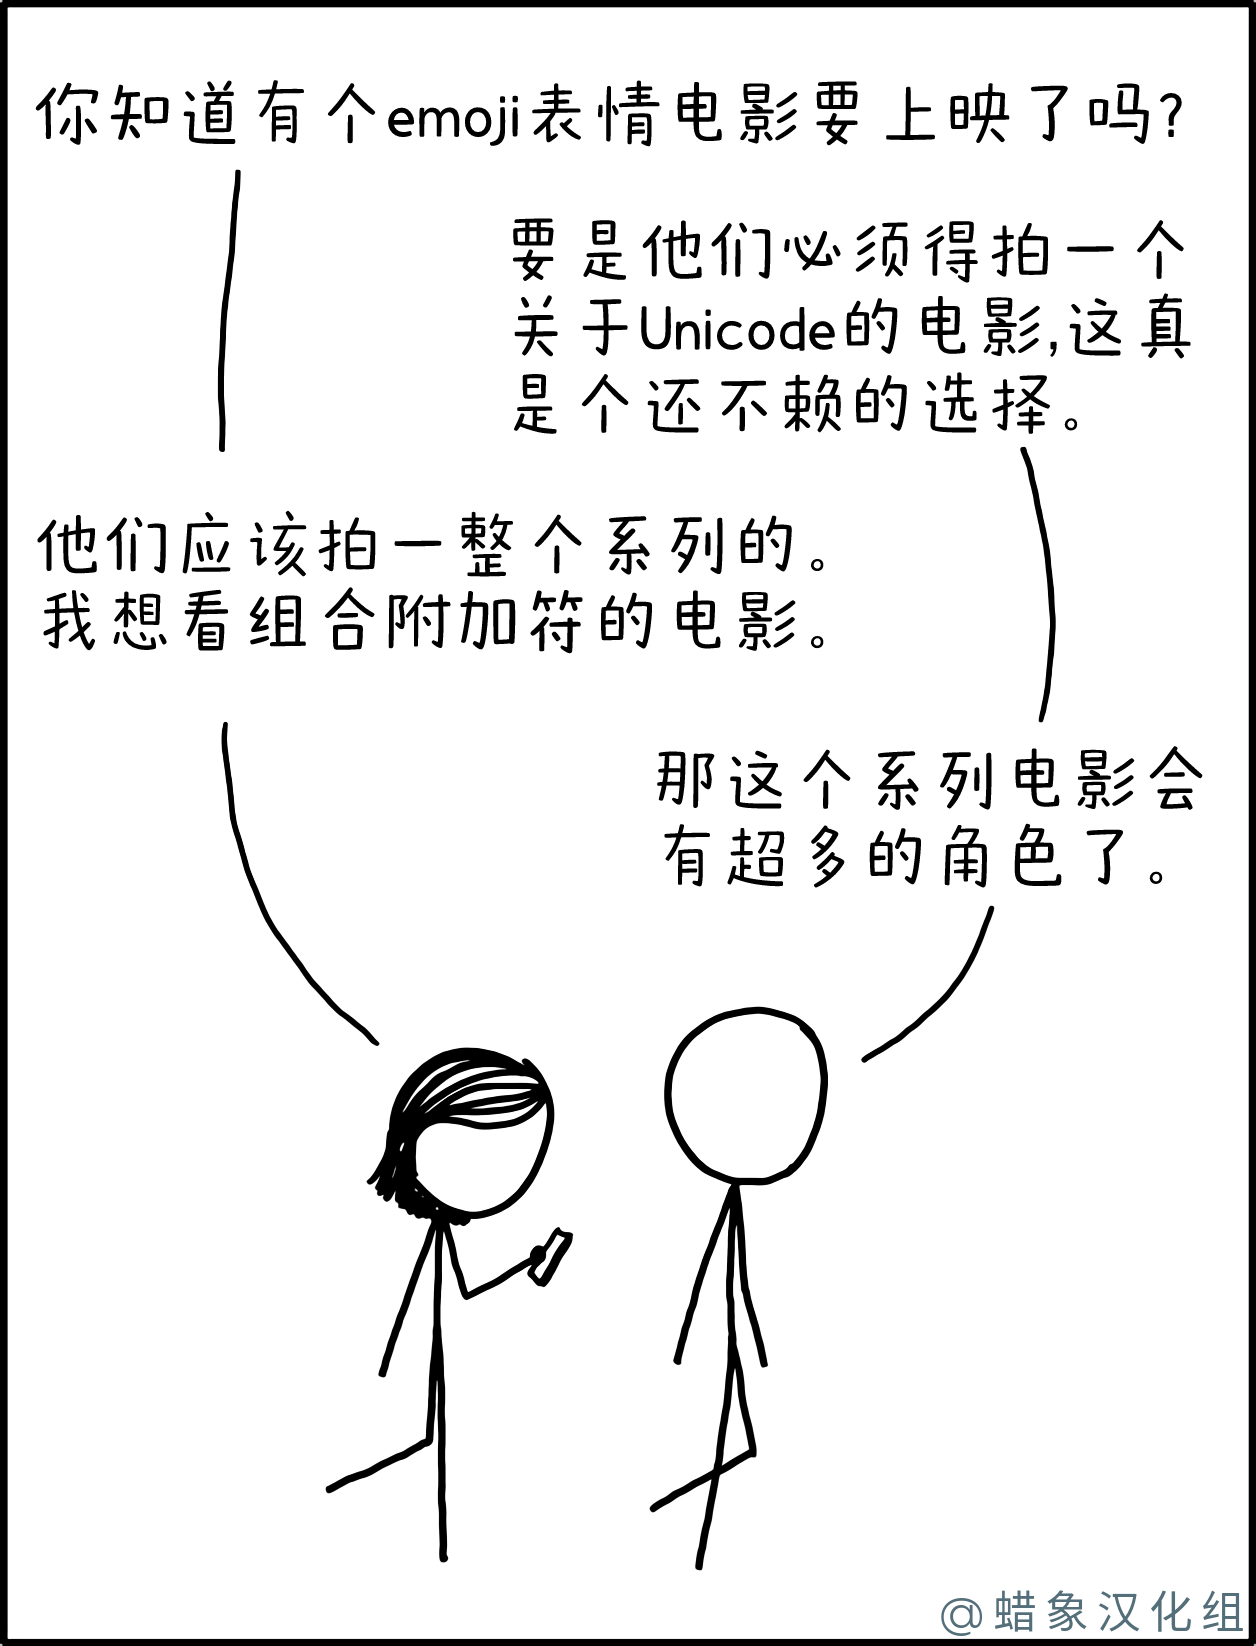 你知道有个emoji表情电影要上映了吗?
要是他们必须得拍一个
关于Unicode的电影,这真
是个还不赖的选择。
他们应该拍一整个系列的。
我想看组合附加符的电影。
那这个系列电影会
有超多的角色了。
@蜡象汉化组